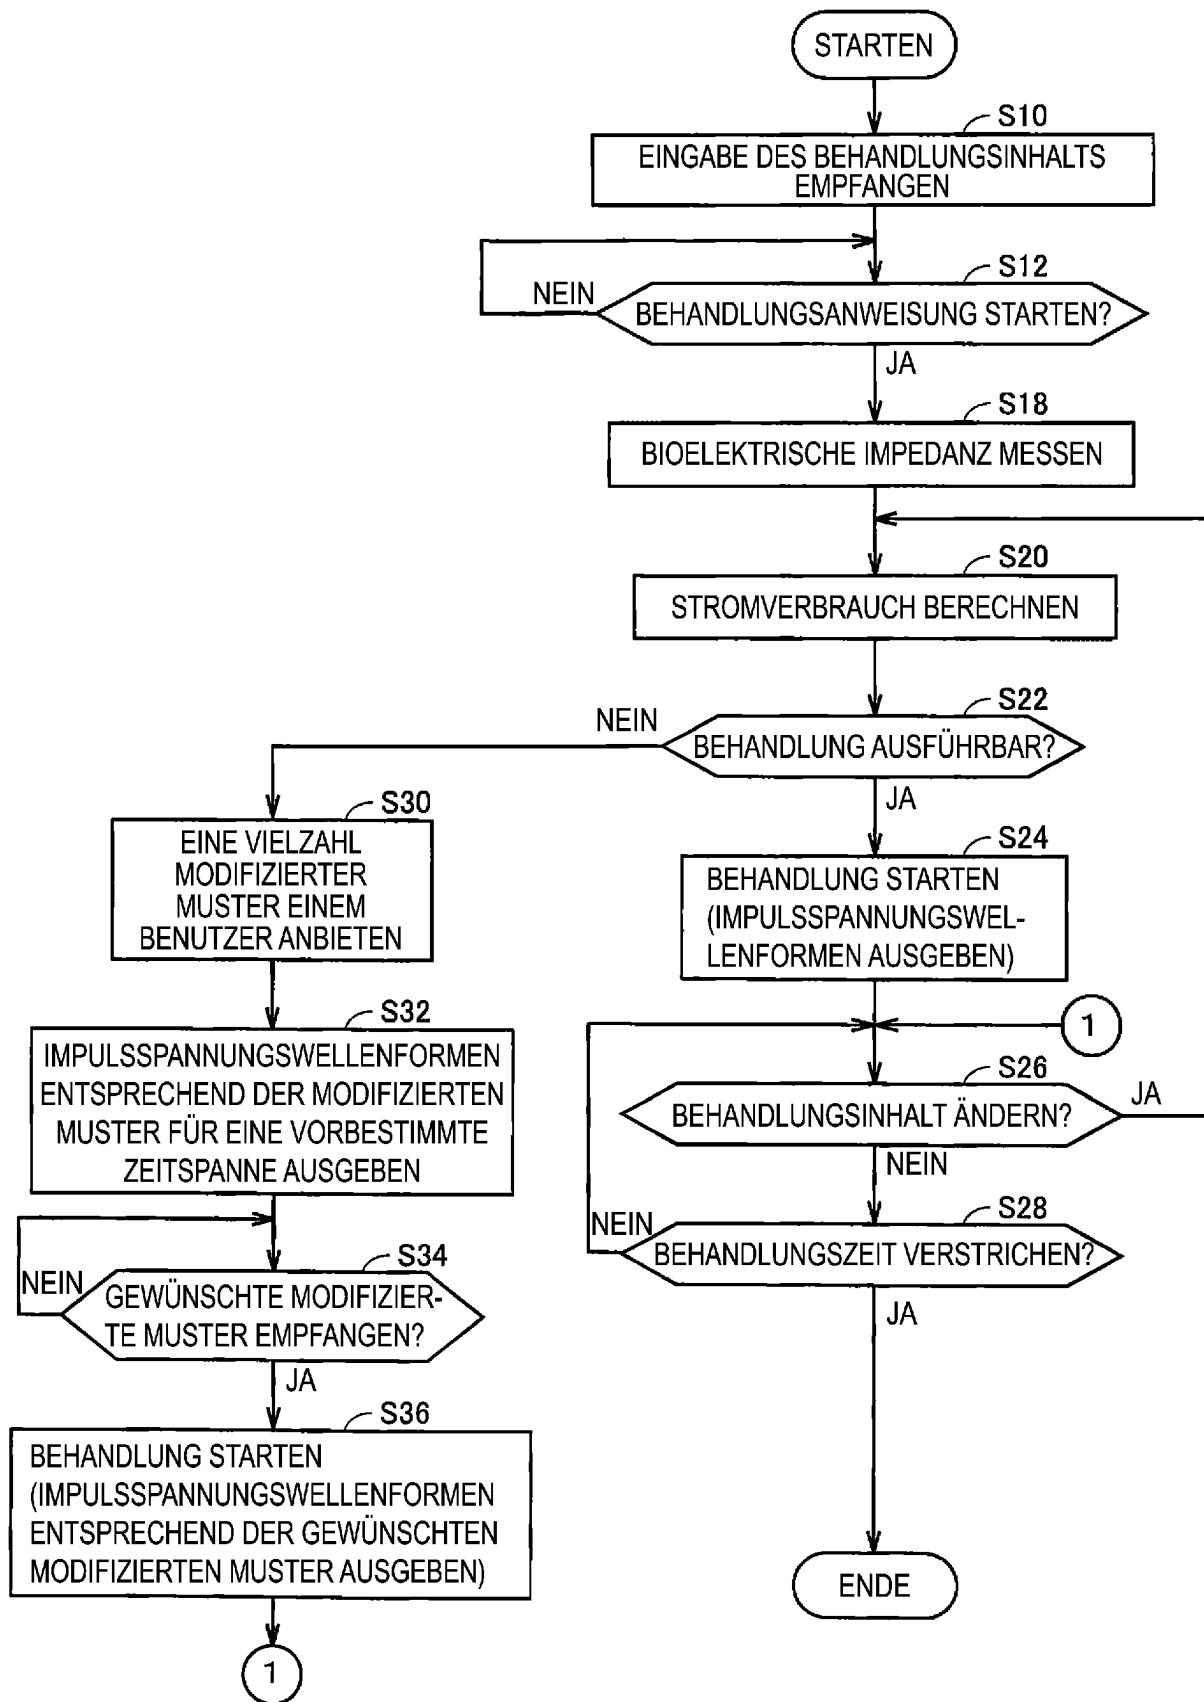 STARTEN
S10
EINGABE DES BEHANDLUNGSINHALTS
EMPFANGEN
S12
NEIN
BEHANDLUNGSANWEISUNG STARTEN?
JA
S18
BIOELEKTRISCHE IMPEDANZ MESSEN
S20
STROMVERBRAUCH BERECHNEN
S22
NEIN
BEHANDLUNG AUSFÜHRBAR?
JA
S30
EINE VIELZAHL
MODIFIZIERTER
MUSTER EINEM
BENUTZER ANBIETEN
S24
BEHANDLUNG STARTEN
(IMPULSSPANNUNGSWEL-
LENFORMEN AUSGEBEN)
S32
IMPULSSPANNUNGSWELLENFORMEN
ENTSPRECHEND DER MODIFIZIERTEN
MUSTER FÜR EINE VORBESTIMMTE
ZEITSPANNE AUSGEBEN
1
S26
BEHANDLUNGSINHALT ÄNDERN?
JA
NEIN
S28
NEIN
BEHANDLUNGSZEIT VERSTRICHEN?
JA
S34
NEIN
GEWÜNSCHTE MODIFIZIER-
TE MUSTER EMPFANGEN?
JA
S36
BEHANDLUNG STARTEN
(IMPULSSPANNUNGSWELLENFORMEN
ENTSPRECHEND DER GEWÜNSCHTEN
MODIFIZIERTEN MUSTER AUSGEBEN)
1
ENDE